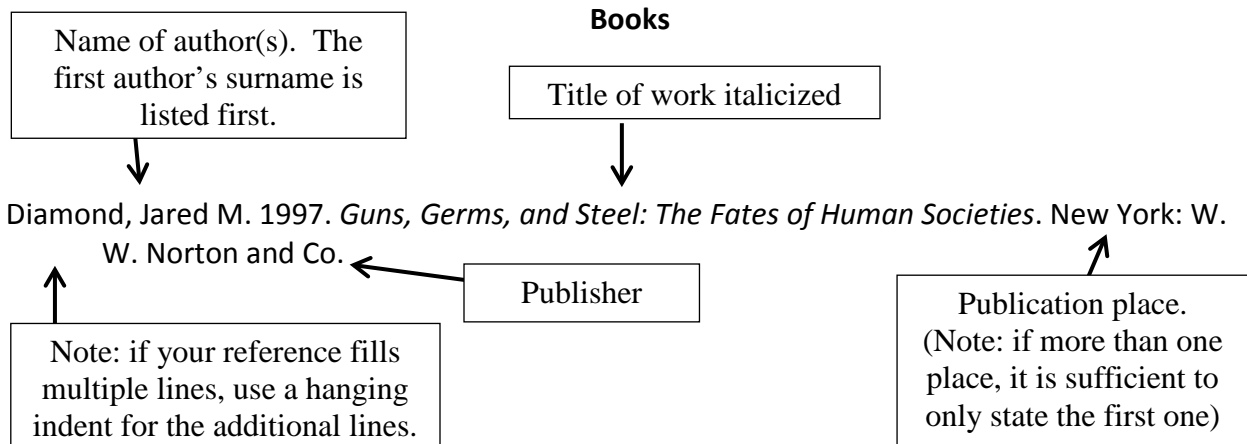 Books
Name of author(s). The
first author's surname is
listed first.
Title of work italicized
Diamond, Jared M. 1997. Guns, Germs, and Steel: The Fates of Human Societies. New York: W.
W. Norton and Co.
Publisher
Note: if your reference fills
multiple lines, use a hanging
indent for the additional lines.
Publication place.
(Note: if more than one
place, it is sufficient to
only state the first one)